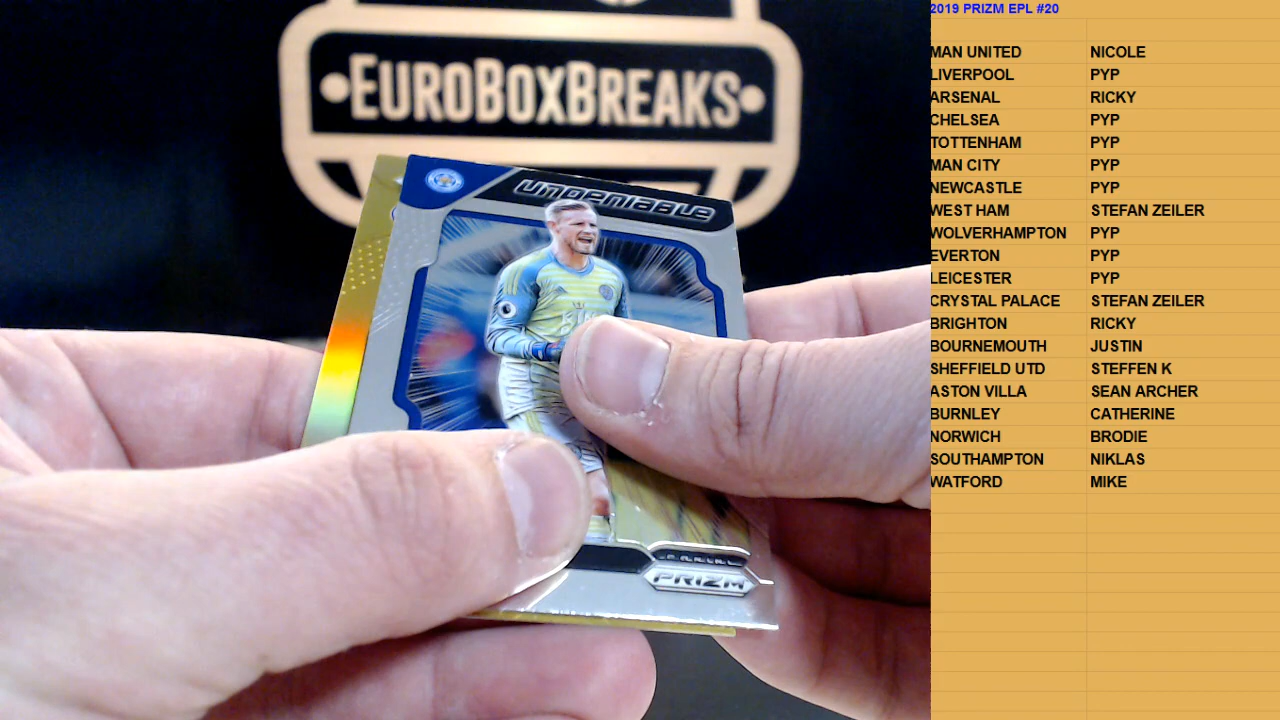 EUROBOXBREAKS
UNDENIABLE
KING
PRIZM
2019 PRIZM EPL #20
MAN UNITED NICOLE
LIVERPOOL PYP
ARSENAL RICKY
CHELSEA PYP
TOTTENHAM PYP
MAN CITY PYP
NEWCASTLE PYP
WEST HAM STEFAN ZEILER
WOLVERHAMPTON PYP
EVERTON PYP
LEICESTER PYP
CRYSTAL PALACE STEFAN ZEILER
BRIGHTON RICKY
BOURNEMOUTH JUSTIN
SHEFFIELD UTD STEFFEN K
ASTON VILLA SEAN ARCHER
BURNLEY CATHERINE
NORWICH BRODIE
SOUTHAMPTON NIKLAS
WATFORD MIKE